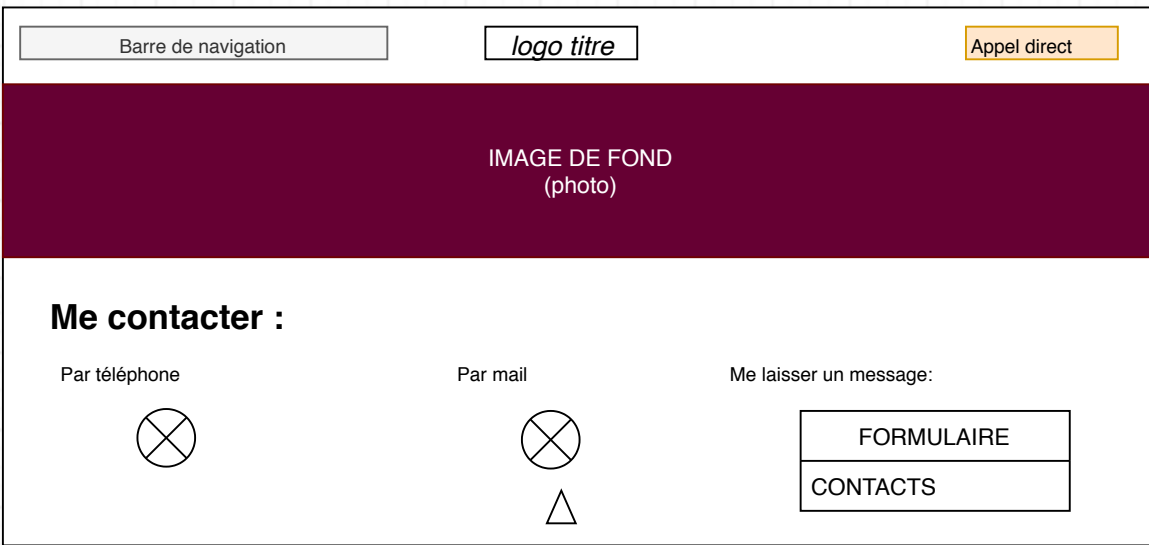 Barre de navigation
logo titre
Appel direct
IMAGE DE FOND
(photo)
Me contacter :
Par téléphone
Par mail
Me laisser un message:
FORMULAIRE
CONTACTS